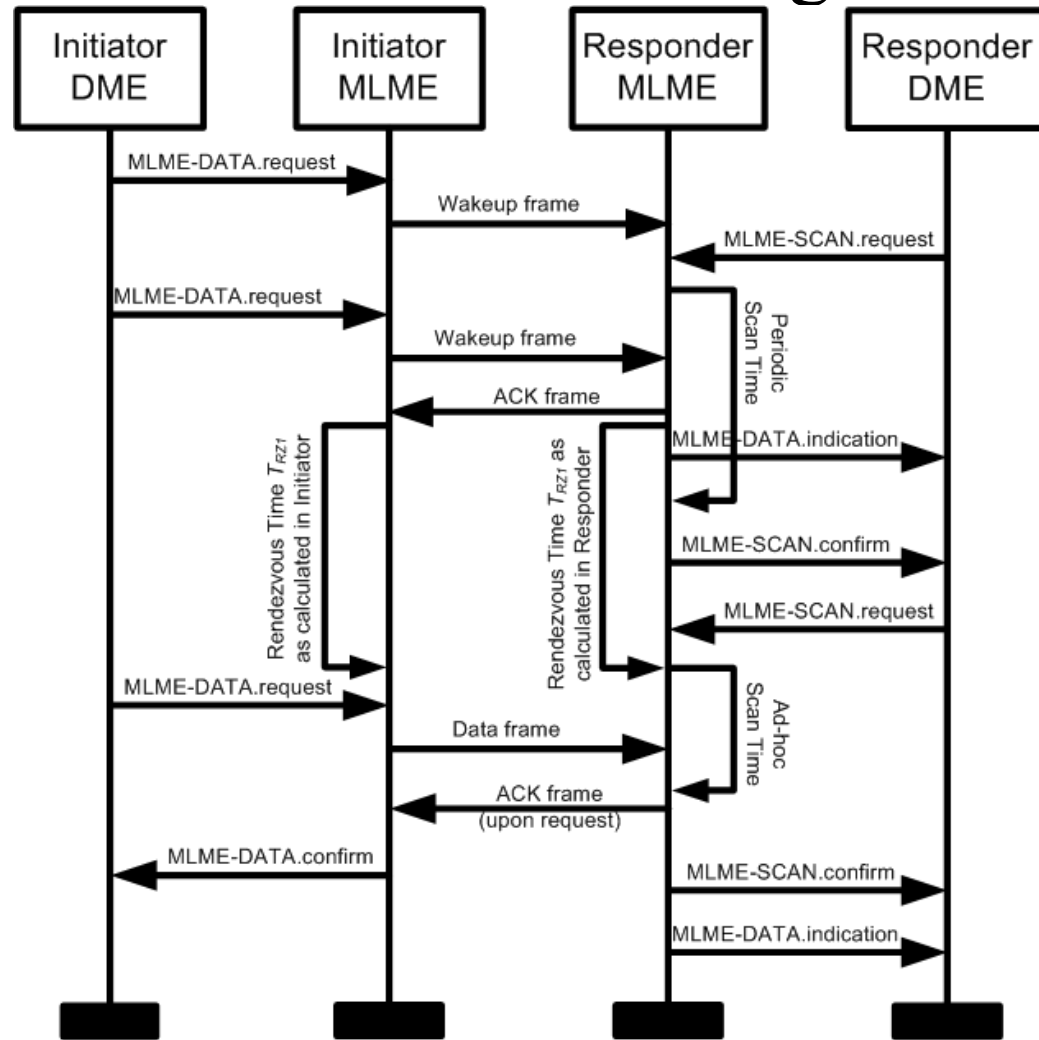 Initiator
DME
Initiator
MLME
Responder
MLME
Responder
DME
MLME-DATA.request
Wakeup frame
MLME-SCAN.request
MLME-DATA.request
Periodic
Scan Time
Wakeup frame
ACK frame
MLME-DATA.indication
Rendezvous Time TRZ1
as calculated in Initiator
Rendezvous Time TRZ1 as
calculated in Responder
MLME-SCAN.confirm
MLME-SCAN.request
MLME-DATA.request
Ad-hoc
Scan Time
Data frame
ACK frame
(upon request)
MLME-DATA.confirm
MLME-SCAN.confirm
MLME-DATA.indication